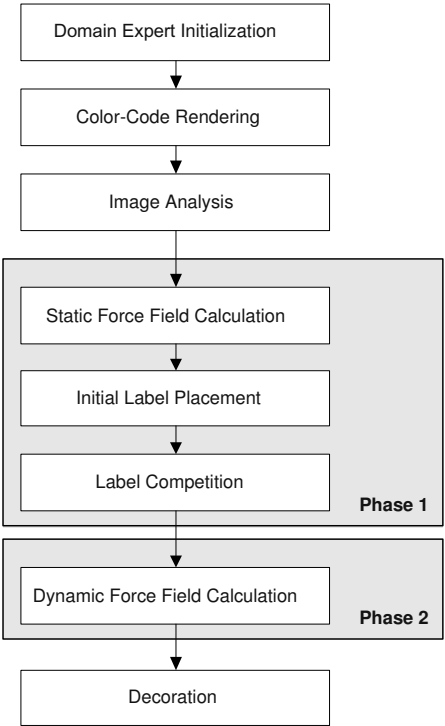 Domain Expert Initialization
Color-Code Rendering
Image Analysis
Static Force Field Calculation
Initial Label Placement
Label Competition
Phase 1
Dynamic Force Field Calculation
Phase 2
Decoration